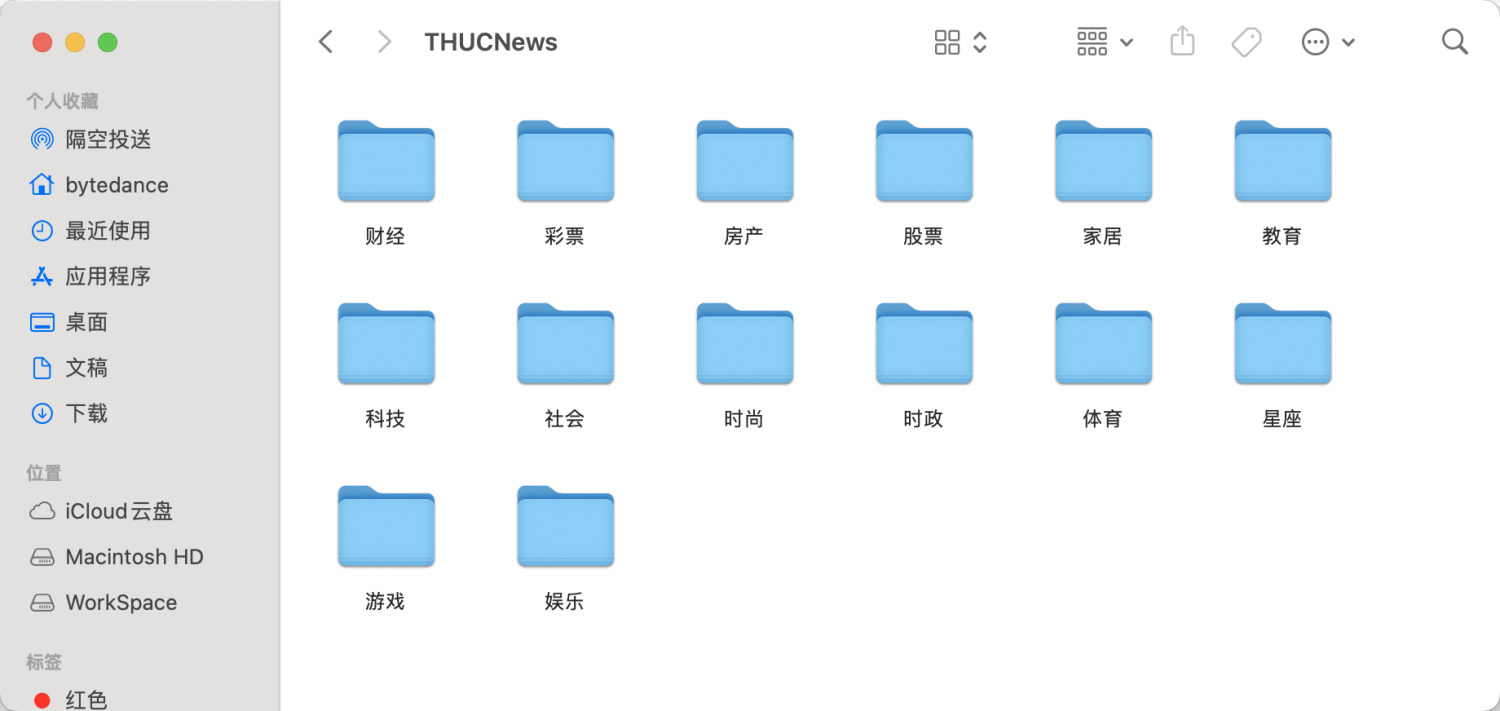 THUCNews
个人收藏
隔空投送
bytedance
最近使用
应用程序
桌面
文稿
下载
位置
iCloud云盘
Macintosh HD
WorkSpace
标签
红色
财经 彩票 房产 股票 家居 教育
科技 社会 时尚 时政 体育 星座
游戏 娱乐